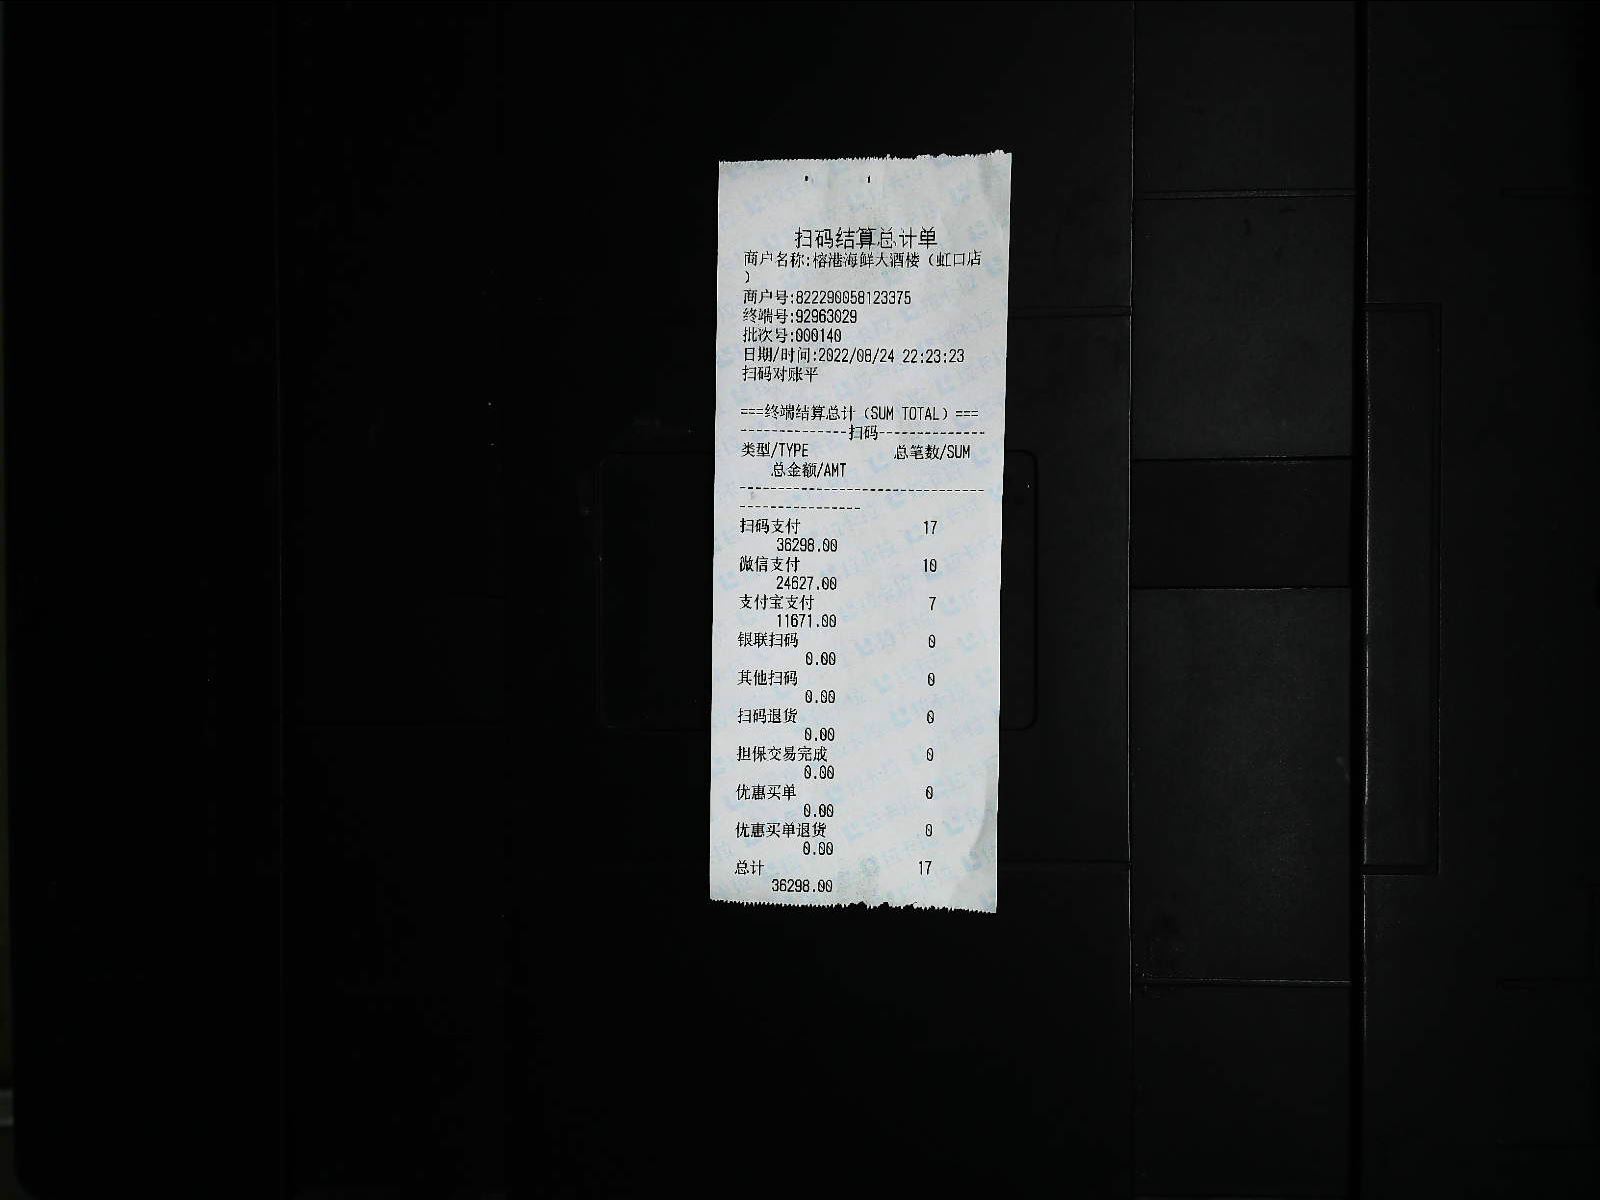 扫码结算总计单
商户名称:榕港海鲜大酒楼（虹口店
）
商户号:822290058123375
终端号:92963029
批次号:000140
日期/时间:2022/08/24 22:23:23
扫码对账平
===终端结算总计（SUM TOTAL）===
--------------扫码--------------
类型/TYPE 总笔数/SUM
总金额/AMT
--------------------------------
----------------
扫码支付 17
36298.00
微信支付 10
24627.00
支付宝支付 7
11671.00
银联扫码 0
0.00
其他扫码 0
0.00
扫码退货 0
0.00
担保交易完成 0
0.00
优惠买单 0
0.00
优惠买单退货 0
0.00
总计 17
36298.00